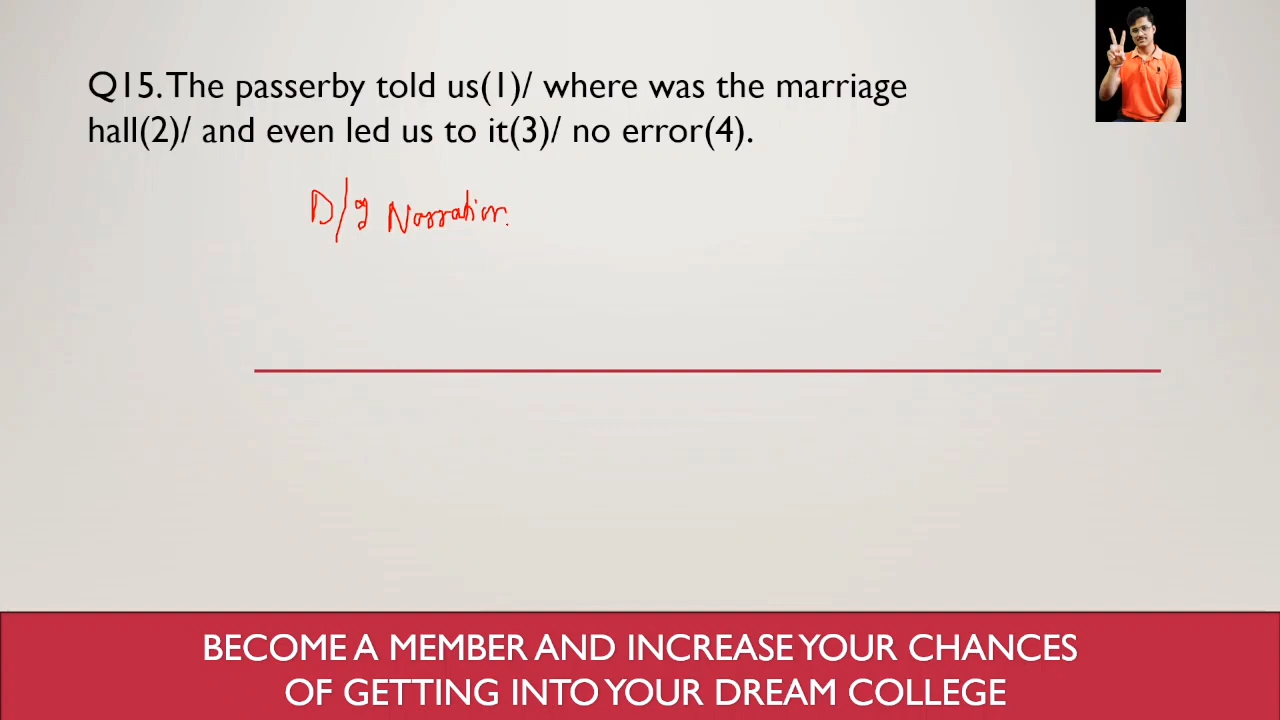 Q15. The passerby told us(1)/ where was the marriage
hall(2)/ and even led us to it(3)/ no error(4).
D/I Narration.
BECOME A MEMBER AND INCREASE YOUR CHANCES
OF GETTING INTO YOUR DREAM COLLEGE